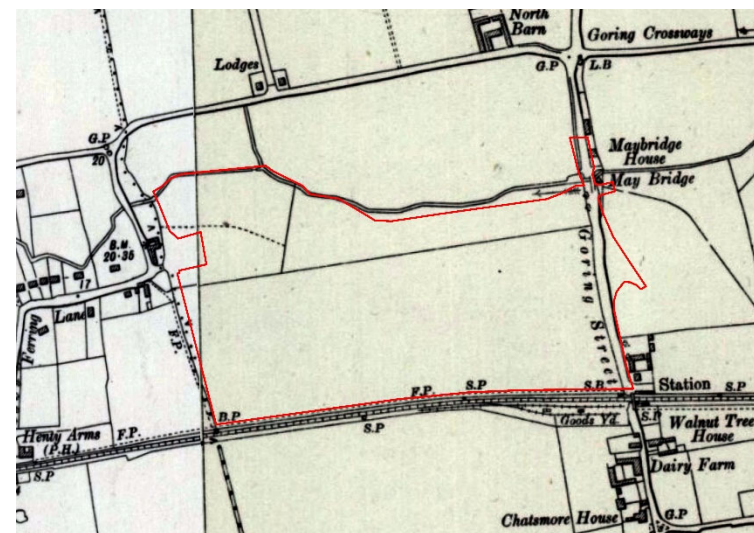 North
Barn
Goring Crossways
Lodges
G.P
L.B
G.P
20
Maybridge
House
May Bridge
B.M.
20·35
17
Lane
Ferring
F.P.
Goring Street
Station
B.P
F.P.
S.P
S.B.
S.P
S.P
Goods Yd.
S.P
Walnut Tree
House
Henty Arms
(P.H.)
F.P.
S.P
Dairy Farm
Chatsmore House
G.P